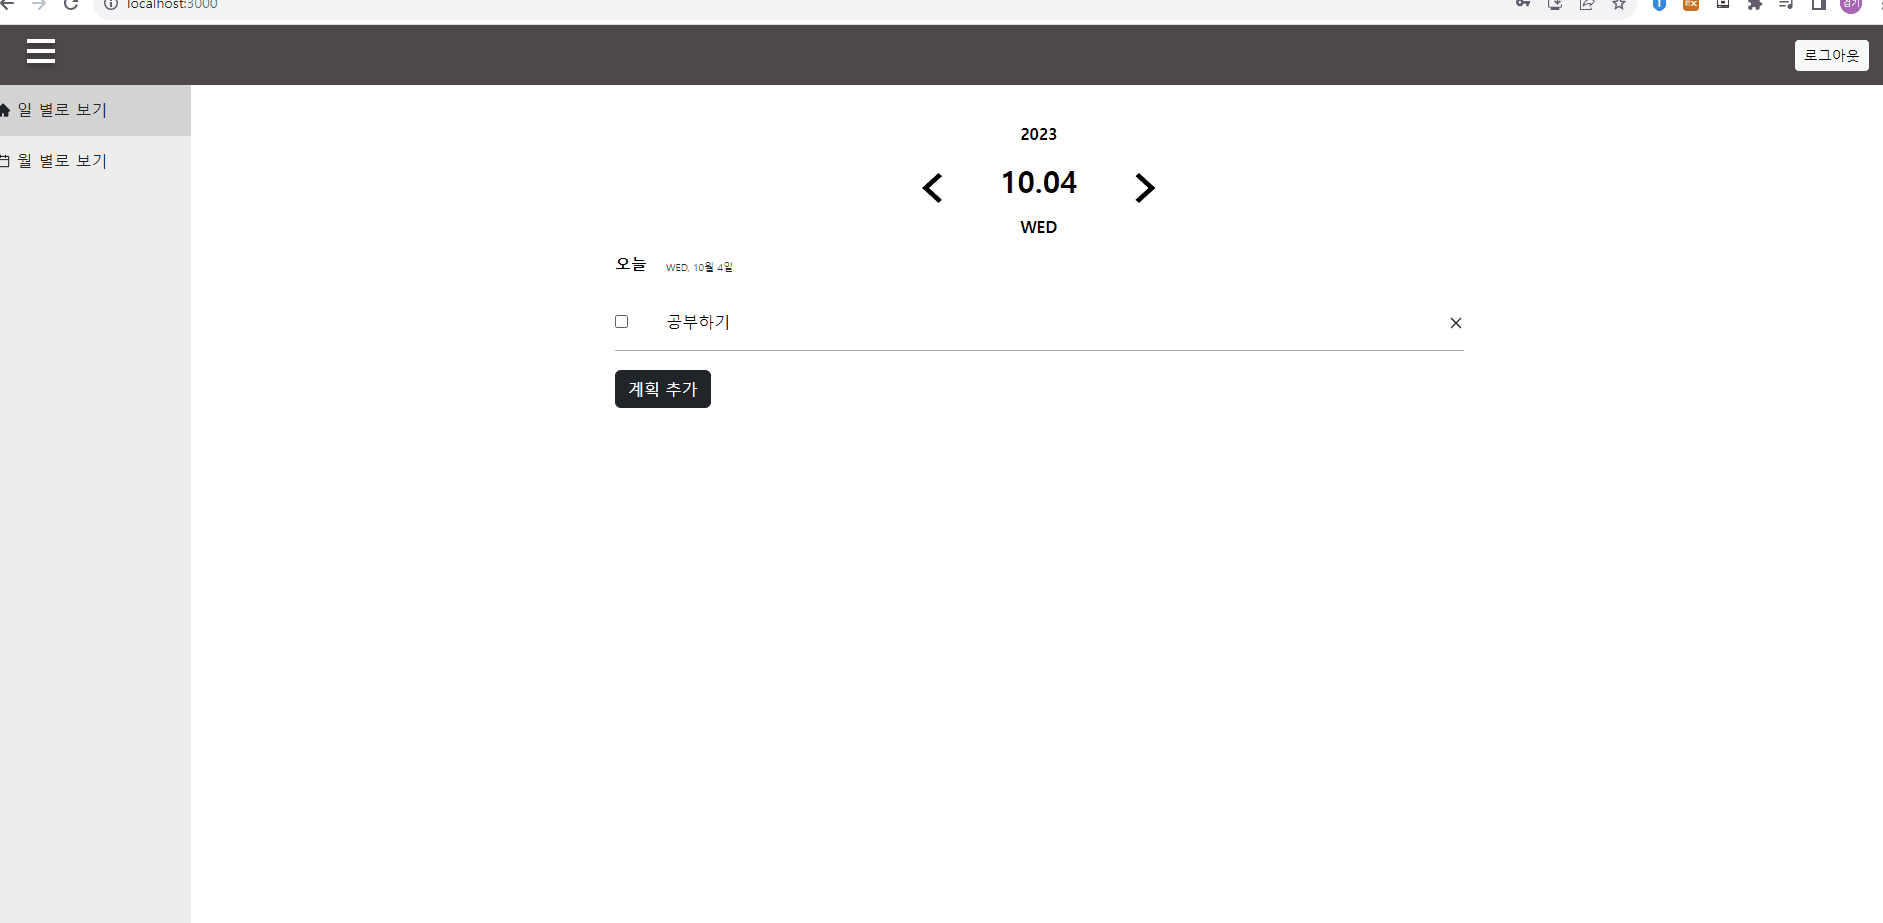 localhost:3000
로그아웃
일 별로 보기
월 별로 보기
2023
10.04
WED
오늘 WED, 10월 4일
공부하기
계획 추가